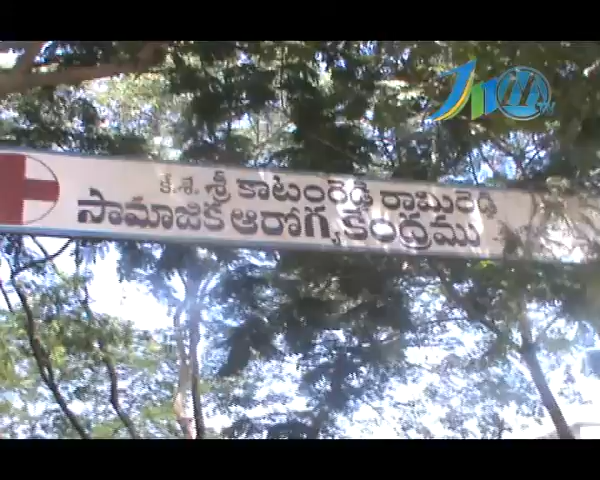 కీ.శ. శ్రీ కాటంరెడ్డి రామిరెడ్డి
సామాజిక ఆరోగ్య కేంద్రము